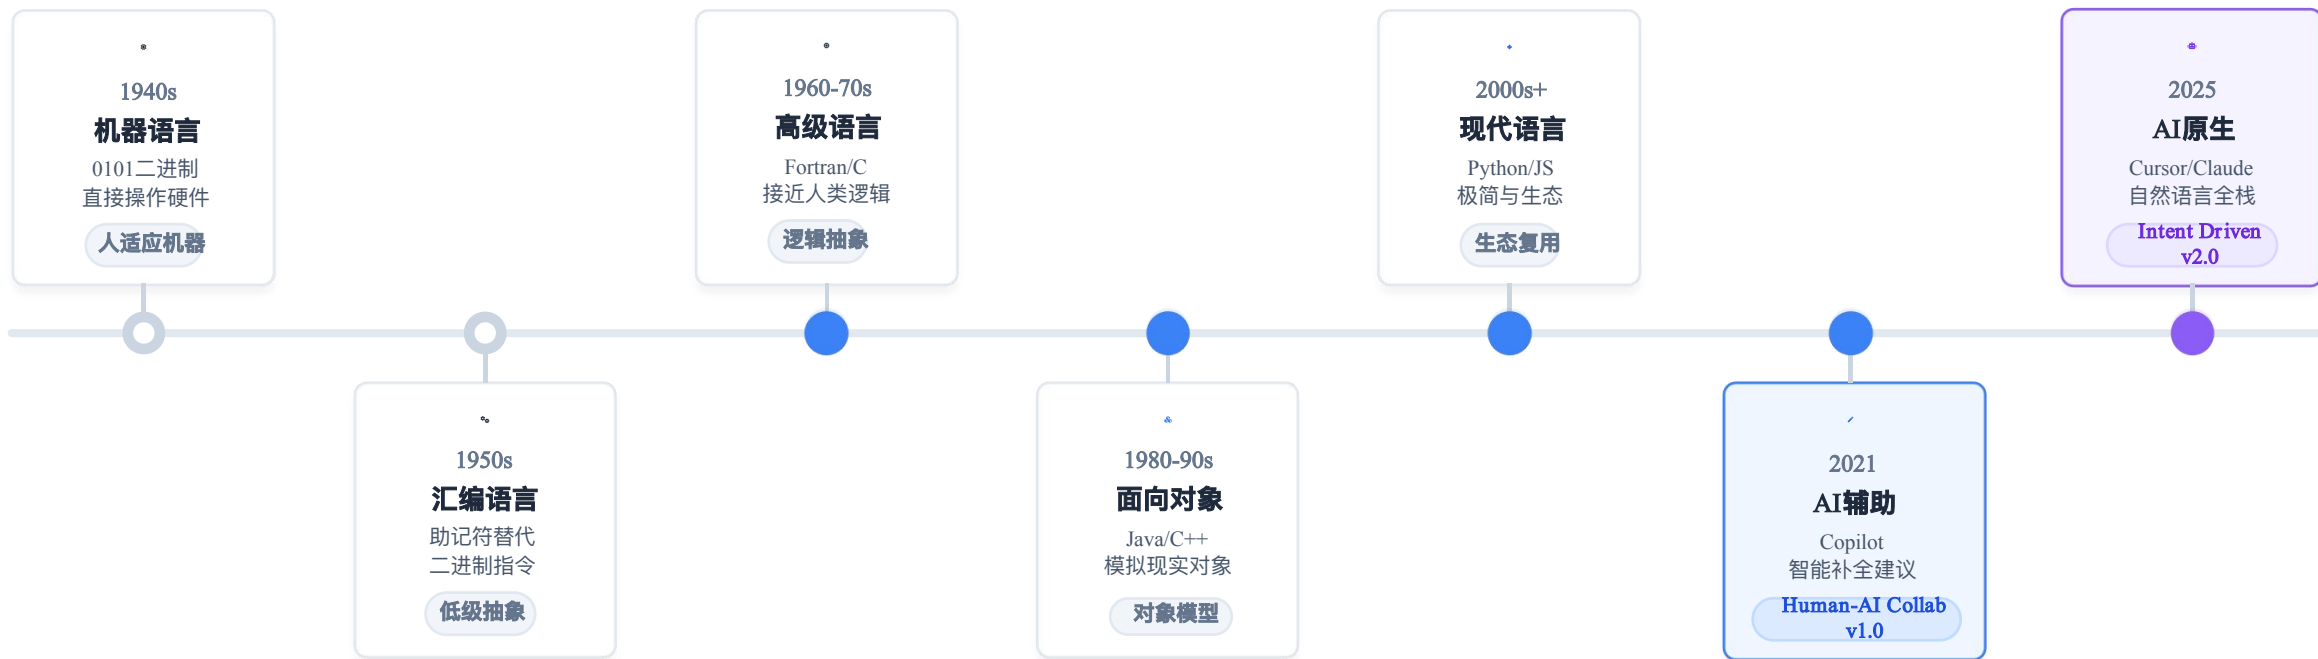 1940s
机器语言
0101二进制
直接操作硬件
人适应机器
1950s
汇编语言
助记符替代
二进制指令
低级抽象
1960-70s
高级语言
Fortran/C
接近人类逻辑
逻辑抽象
1980-90s
面向对象
Java/C++
模拟现实对象
对象模型
2000s+
现代语言
Python/JS
极简与生态
生态复用
2021
AI辅助
Copilot
智能补全建议
Human-AI Collab
v1.0
2025
AI原生
Cursor/Claude
自然语言全栈
Intent Driven
v2.0